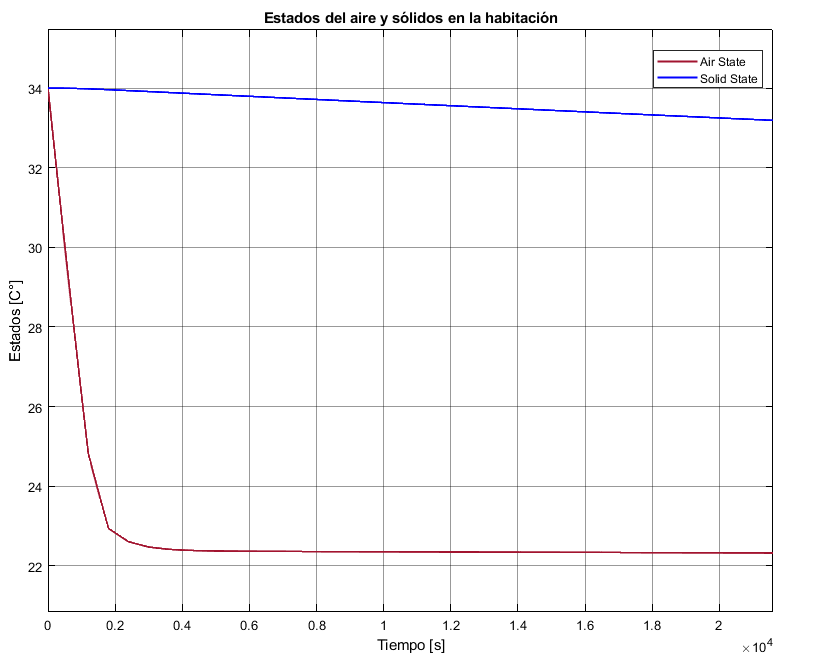 Estados del aire y sólidos en la habitación
Air State
Solid State
Estados [C°]
34
32
30
28
26
24
22
0 0.2 0.4 0.6 0.8 1 1.2 1.4 1.6 1.8 2
Tiempo [s]
×10⁴